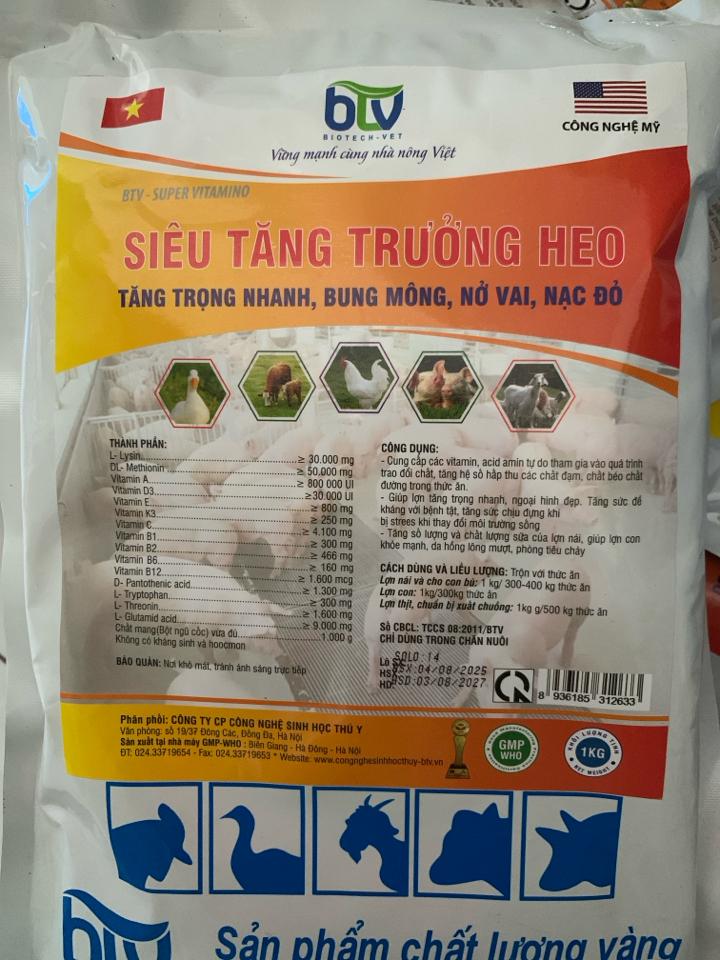 btv
BIOTECH-VET
CÔNG NGHỆ MỸ
Vững mạnh cùng nhà nông Việt
BTV - SUPER VITAMINO
SIÊU TĂNG TRƯỞNG HEO
TĂNG TRỌNG NHANH, BUNG MÔNG, NỞ VAI, NẠC ĐỎ
THÀNH PHẦN:
L- Lysin ≥ 30.000 mg
DL- Methionin ≥ 50.000 mg
Vitamin A ≥ 800 000 UI
Vitamin D3 ≥30 000 UI
Vitamin E ≥ 800 mg
Vitamin K3 ≥ 250 mg
Vitamin C ≥ 4.100 mg
Vitamin B1 ≥ 300 mg
Vitamin B2 ≥ 466 mg
Vitamin B6 ≥ 160 mg
Vitamin B12 ≥ 1.600 mcg
D- Pantothenic acid ≥ 1.300 mg
L- Tryptophan ≥ 300 mg
L- Threonin ≥ 1.600 mg
L- Glutamid acid ≥ 9.000 mg
Chất mang(Bột ngũ cốc) vừa đủ 1.000 g
Không có kháng sinh và hoocmon
BẢO QUẢN: Nơi khô mát, tránh ánh sáng trực tiếp
CÔNG DỤNG:
- Cung cấp các vitamin, acid amin tự do tham gia vào quá trình
trao đổi chất, tăng hệ số hấp thu các chất đạm, chất béo chất
đường trong thức ăn.
- Giúp lợn tăng trọng nhanh, ngoại hình đẹp. Tăng sức đề
kháng với bệnh tật, tăng sức chịu đựng khi
bị strees khi thay đổi môi trường sống
- Tăng số lượng và chất lượng sữa của lợn nái, giúp lợn con
khỏe mạnh, da hồng lông mượt, phòng tiêu chảy
CÁCH DÙNG VÀ LIỀU LƯỢNG: Trộn với thức ăn
Lợn nái và cho con bú: 1 kg/ 300-400 kg thức ăn
Lợn con: 1kg/300kg thức ăn
Lợn thịt, chuẩn bị xuất chuồng: 1kg g/500 kg thức ăn
Số CBCL: TCCS 08:2011/BTV
CHỈ DÙNG TRONG CHĂN NUÔI
SOLO:14
NSX:04/08/2025
HSD:03/08/2027
8 936185 312633
Phân phối: CÔNG TY CP CÔNG NGHỆ SINH HỌC THÚ Y
Văn phòng: số 19/37 Đông Các, Đống Đa, Hà Nội
Sản xuất tại nhà máy GMP-WHO : Biên Giang - Hà Đông - Hà Nội
ĐT: 024.33719654 - Fax: 024.33719653 * Website: www.congnghesinhhocthuy-btv.vn
GMP
WHO
KHỐI LƯỢNG TỊNH
1KG
NET WEIGHT
btv
Sản phẩm chất lượng vàng